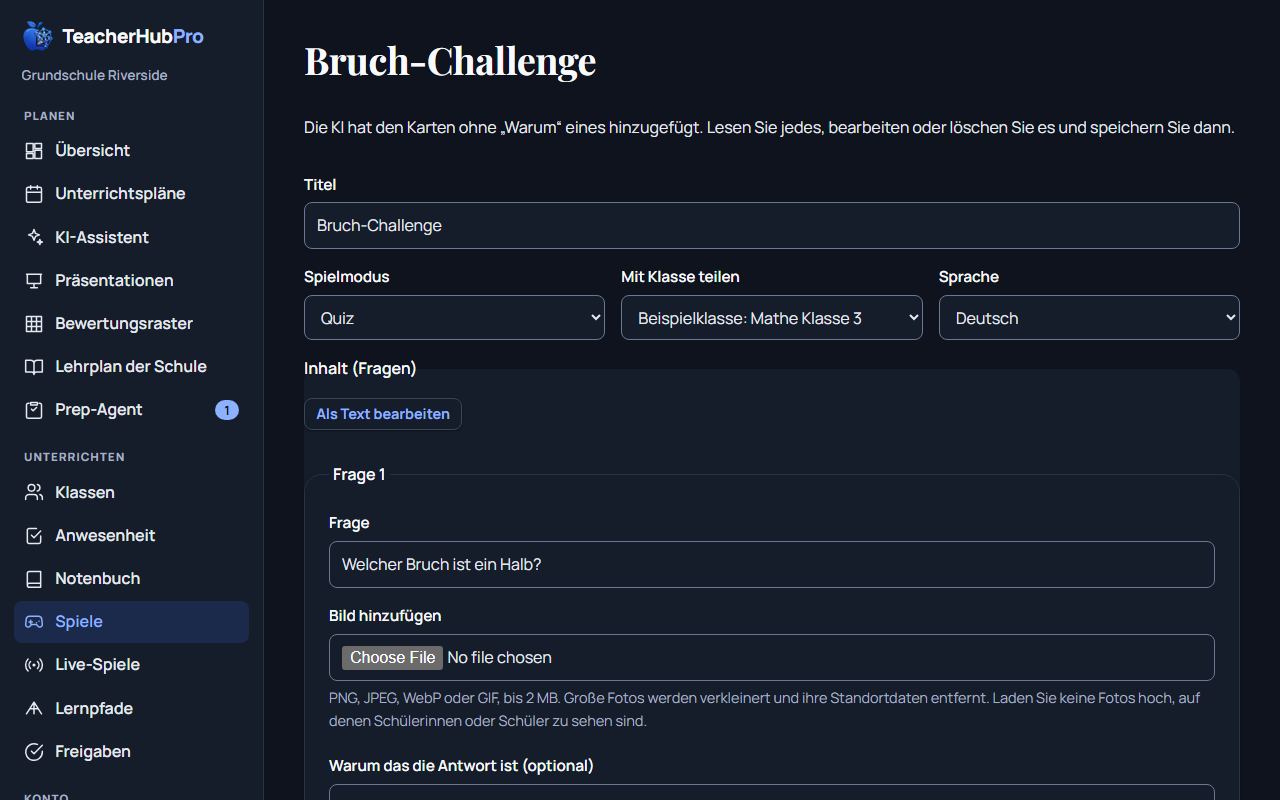 TeacherHubPro
Grundschule Riverside
PLANEN
Übersicht
Unterrichtspläne
KI-Assistent
Präsentationen
Bewertungsraster
Lehrplan der Schule
Prep-Agent 1
UNTERRICHTEN
Klassen
Anwesenheit
Notenbuch
Spiele
Live-Spiele
Lernpfade
Freigaben
KONTO
Bruch-Challenge
Die KI hat den Karten ohne „Warum“ eines hinzugefügt. Lesen Sie jedes, bearbeiten oder löschen Sie es und speichern Sie dann.
Titel
Bruch-Challenge
Spielmodus Mit Klasse teilen Sprache
Quiz Beispielklasse: Mathe Klasse 3 Deutsch
Inhalt (Fragen)
Als Text bearbeiten
Frage 1
Frage
Welcher Bruch ist ein Halb?
Bild hinzufügen
Choose File No file chosen
PNG, JPEG, WebP oder GIF, bis 2 MB. Große Fotos werden verkleinert und ihre Standortdaten entfernt. Laden Sie keine Fotos hoch, auf
denen Schülerinnen oder Schüler zu sehen sind.
Warum das die Antwort ist (optional)